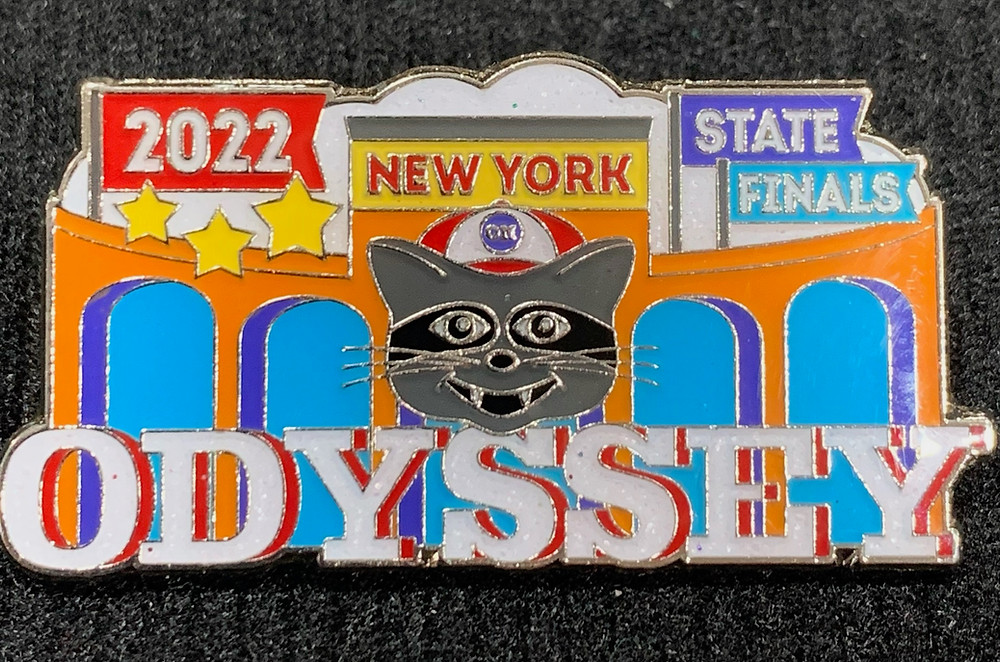 2022
NEW YORK
STATE
FINALS
ODYSSEY